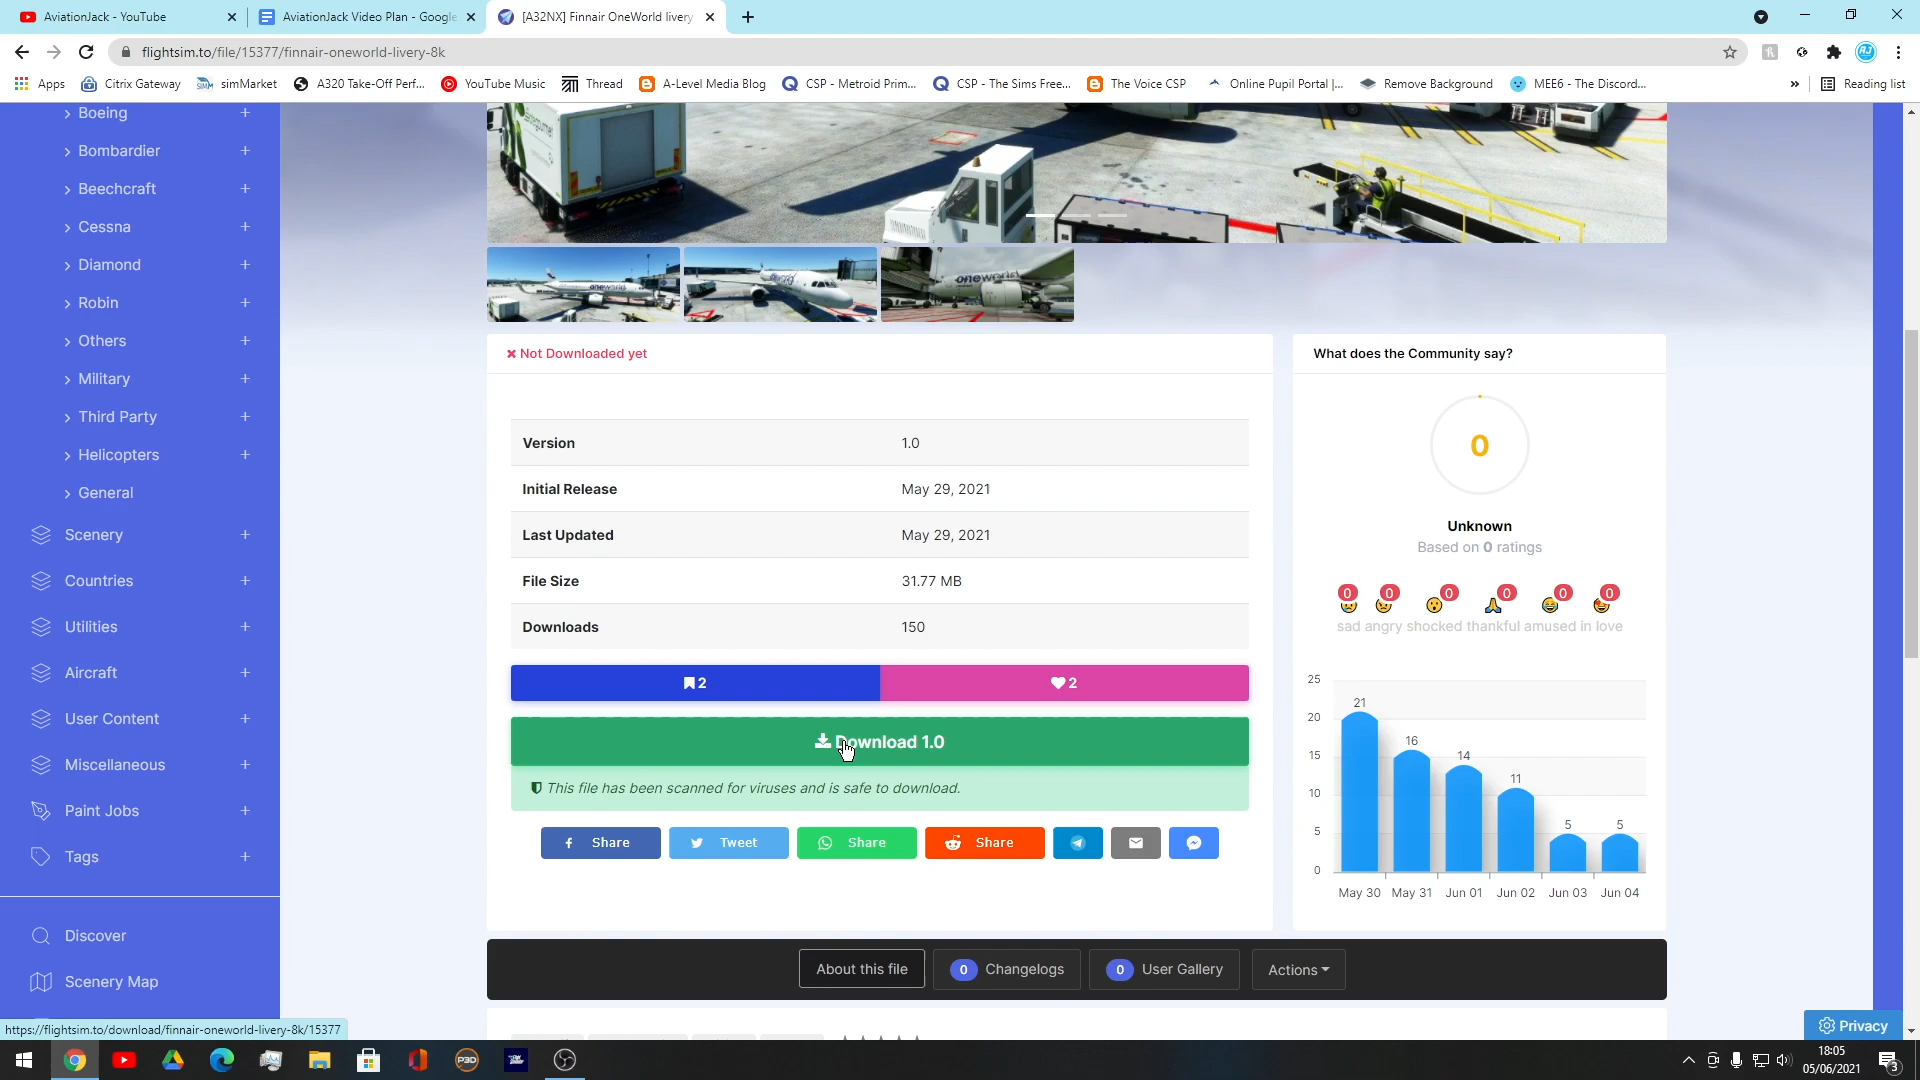 AviationJack - YouTube
AviationJack Video Plan - Google
[A32NX] Finnair OneWorld livery
flightsim.to/file/15377/finnair-oneworld-livery-8k
Apps
Citrix Gateway
simMarket
A320 Take-Off Perf...
YouTube Music
Thread
A-Level Media Blog
CSP - Metroid Prim...
CSP - The Sims Free...
The Voice CSP
Online Pupil Portal |...
Remove Background
MEE6 - The Discord...
»
Reading list
Boeing +
Bombardier +
Beechcraft +
Cessna +
Diamond +
Robin +
Others +
Military +
Third Party +
Helicopters +
General
Scenery +
Countries +
Utilities +
Aircraft +
User Content +
Miscellaneous +
Paint Jobs +
Tags +
Discover
Scenery Map
oneworld
oneworld
oneworld
Not Downloaded yet
Version 1.0
Initial Release May 29, 2021
Last Updated May 29, 2021
File Size 31.77 MB
Downloads 150
2
2
Download 1.0
This file has been scanned for viruses and is safe to download.
Share
Tweet
Share
Share
What does the Community say?
0
Unknown
Based on 0 ratings
0 0 0 0 0 0
sad angry shocked thankful amused in love
25
20
15
10
5
0
21
16
14
11
5
5
May 30 May 31 Jun 01 Jun 02 Jun 03 Jun 04
About this file
0 Changelogs
0 User Gallery
Actions
Privacy
https://flightsim.to/download/finnair-oneworld-livery-8k/15377
P3D
18:05
05/06/2021
3